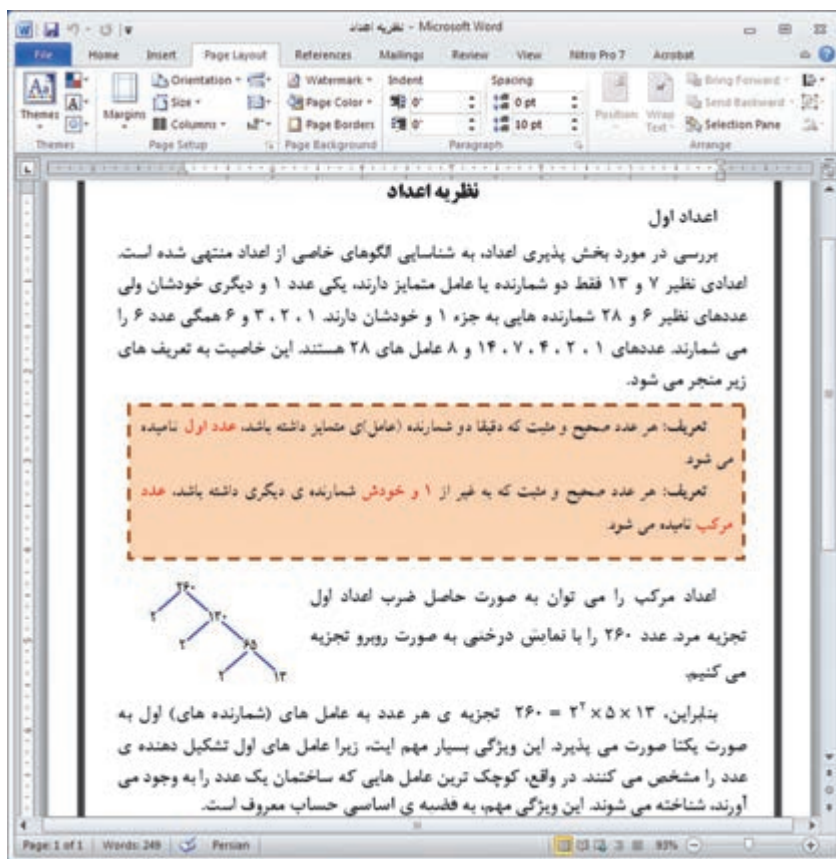 نظریه اعداد - Microsoft Word
File Home Insert Page Layout References Mailings Review View Nitro Pro 7 Acrobat
Themes Margins Orientation Size Columns Watermark Page Color Page Borders Indent 0" 0" Spacing 0 pt 10 pt Position Wrap Text Bring Forward Send Backward Selection Pane
Themes Page Setup Page Background Paragraph Arrange
نظریه اعداد
اعداد اول
بررسی در مورد بخش پذیری اعداد، به شناسایی الگوهای خاصی از اعداد منتهی شده است.
اعدادی نظیر ۷ و ۱۳ فقط دو شمارنده یا عامل متمایز دارند، یکی عدد ۱ و دیگری خودشان ولی
عددهای نظیر ۶ و ۲۸ شمارنده هایی به جزء ۱ و خودشان دارند. ۱ ، ۲ ، ۳ و ۶ همگی عدد ۶ را
می شمارند. عددهای ۱ ، ۲ ، ۴ ، ۷ ، ۱۴ و ۸ عامل های ۲۸ هستند. این خاصیت به تعریف های
زیر منجر می شود.
تعریف: هر عدد صحیح و مثبت که دقیقا دو شمارنده (عامل)ی متمایز داشته باشد، عدد اول نامیده
می شود.
تعریف: هر عدد صحیح و مثبت که به غیر از ۱ و خودش شمارنده ی دیگری داشته باشد، عدد
مرکب نامیده می شود.
اعداد مرکب را می توان به صورت حاصل ضرب اعداد اول
تجزیه مرد. عدد ۲۶۰ را با نمایش درختی به صورت روبرو تجزیه
می کنیم.
۲۶۰
۲ ۱۳۰
۲ ۶۵
۲ ۱۳
بنابراین، ۲۶۰ = ۲² × ۵ × ۱۳ تجزیه ی هر عدد به عامل های (شمارنده های) اول به
صورت یکتا صورت می پذیرد. این ویژگی بسیار مهم ایت، زیرا عامل های اول تشکیل دهنده ی
عدد را مشخص می کنند. در واقع، کوچک ترین عامل هایی که ساختمان یک عدد را به وجود می
آورند، شناخته می شوند. این ویژگی مهم، به قضیه ی اساسی حساب معروف است.
Page: 1 of 1 Words: 249 Persian 93%